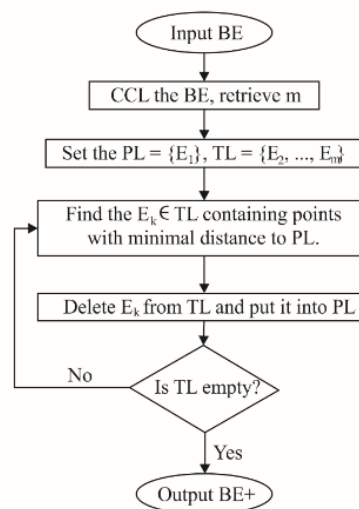 Input BE
CCL the BE, retrieve m
Set the PL = {E₁}, TL = {E₂, ..., Eₘ}
Find the Eₖ ∈ TL containing points
with minimal distance to PL.
Delete Eₖ from TL and put it into PL
No
Is TL empty?
Yes
Output BE+